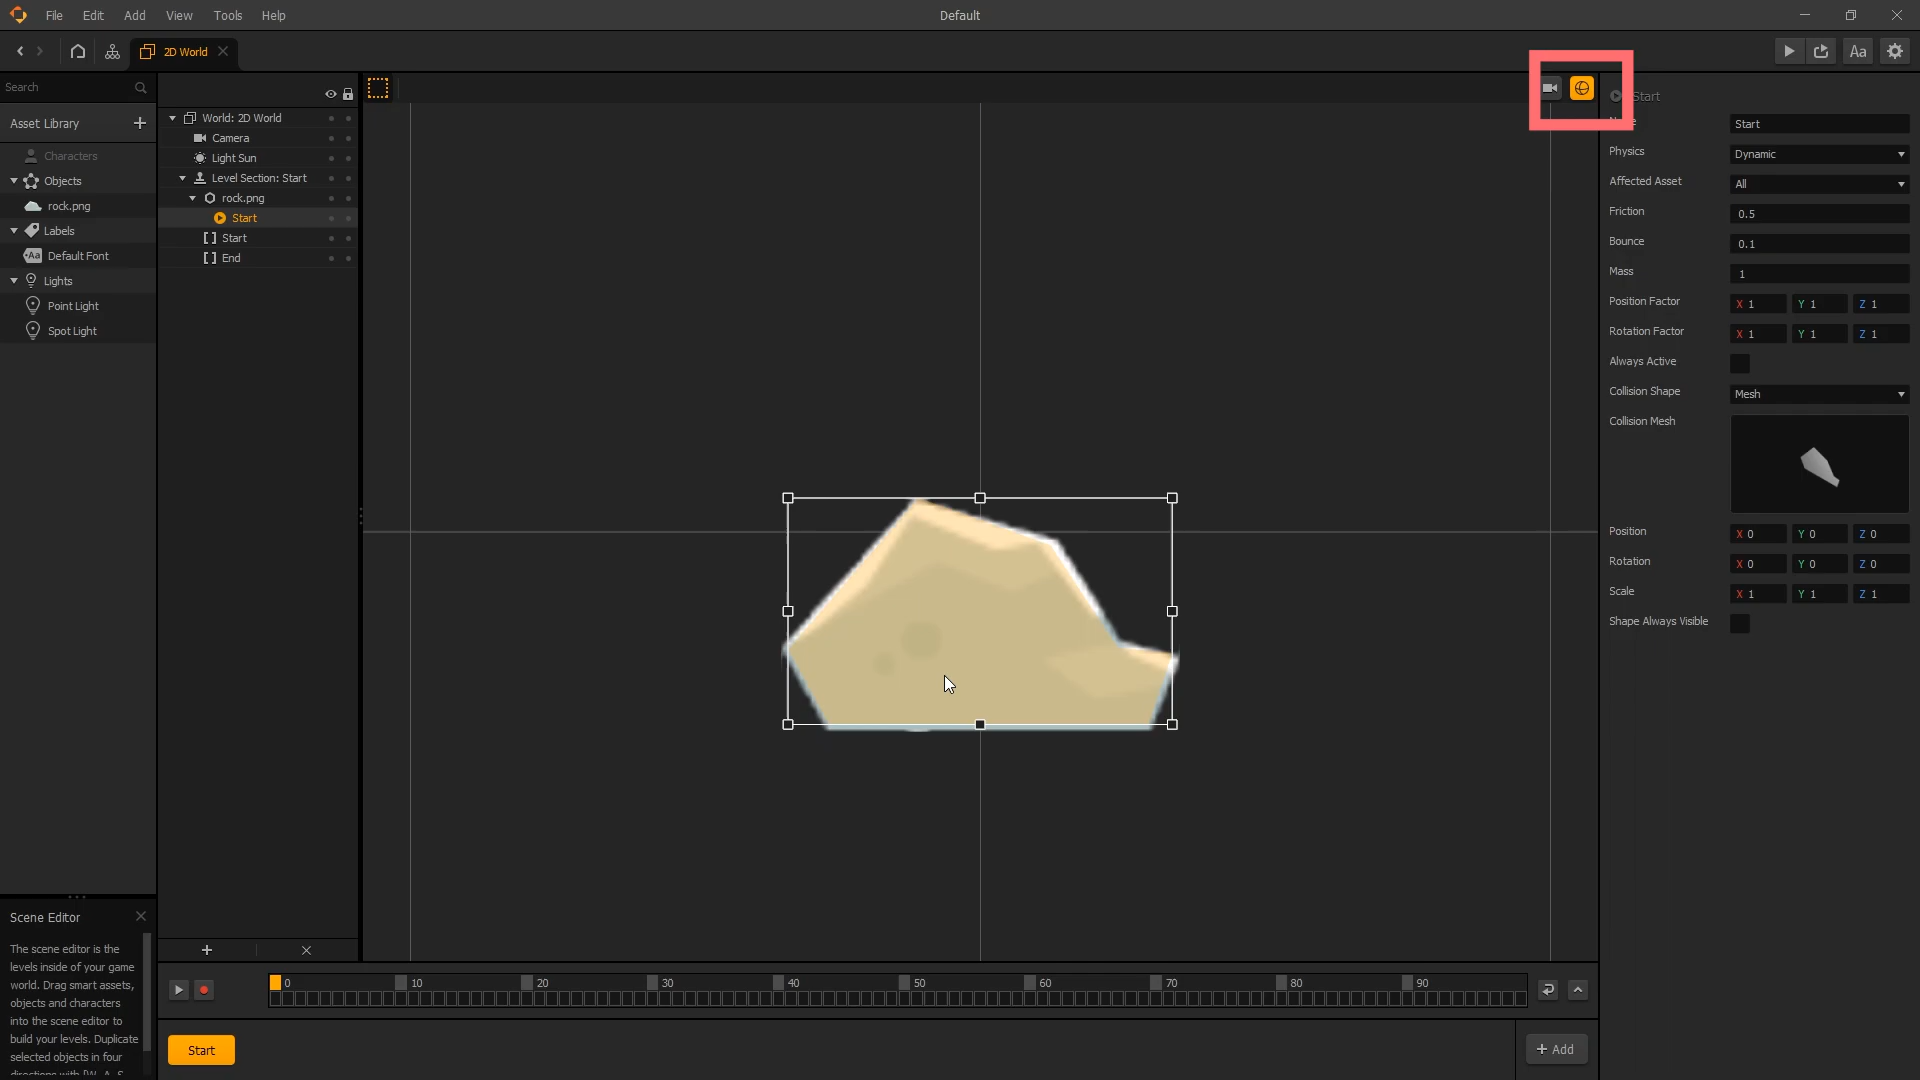 File Edit Add View Tools Help
Default
2D World
Aa
Search
Asset Library
Characters
Objects
rock.png
Labels
Aa Default Font
Lights
Point Light
Spot Light
World: 2D World
Camera
Light Sun
Level Section: Start
rock.png
Start
Start
End
Start
Start
Physics Dynamic
Affected Asset All
Friction 0.5
Bounce 0.1
Mass 1
Position Factor X 1 Y 1 Z 1
Rotation Factor X 1 Y 1 Z 1
Always Active
Collision Shape Mesh
Collision Mesh
Position X 0 Y 0 Z 0
Rotation X 0 Y 0 Z 0
Scale X 1 Y 1 Z 1
Shape Always Visible
Scene Editor
The scene editor is the
levels inside of your game
world. Drag smart assets,
objects and characters
into the scene editor to
build your levels. Duplicate
selected objects in four
directions with [W, A, S,
0 10 20 30 40 50 60 70 80 90
Start
+ Add